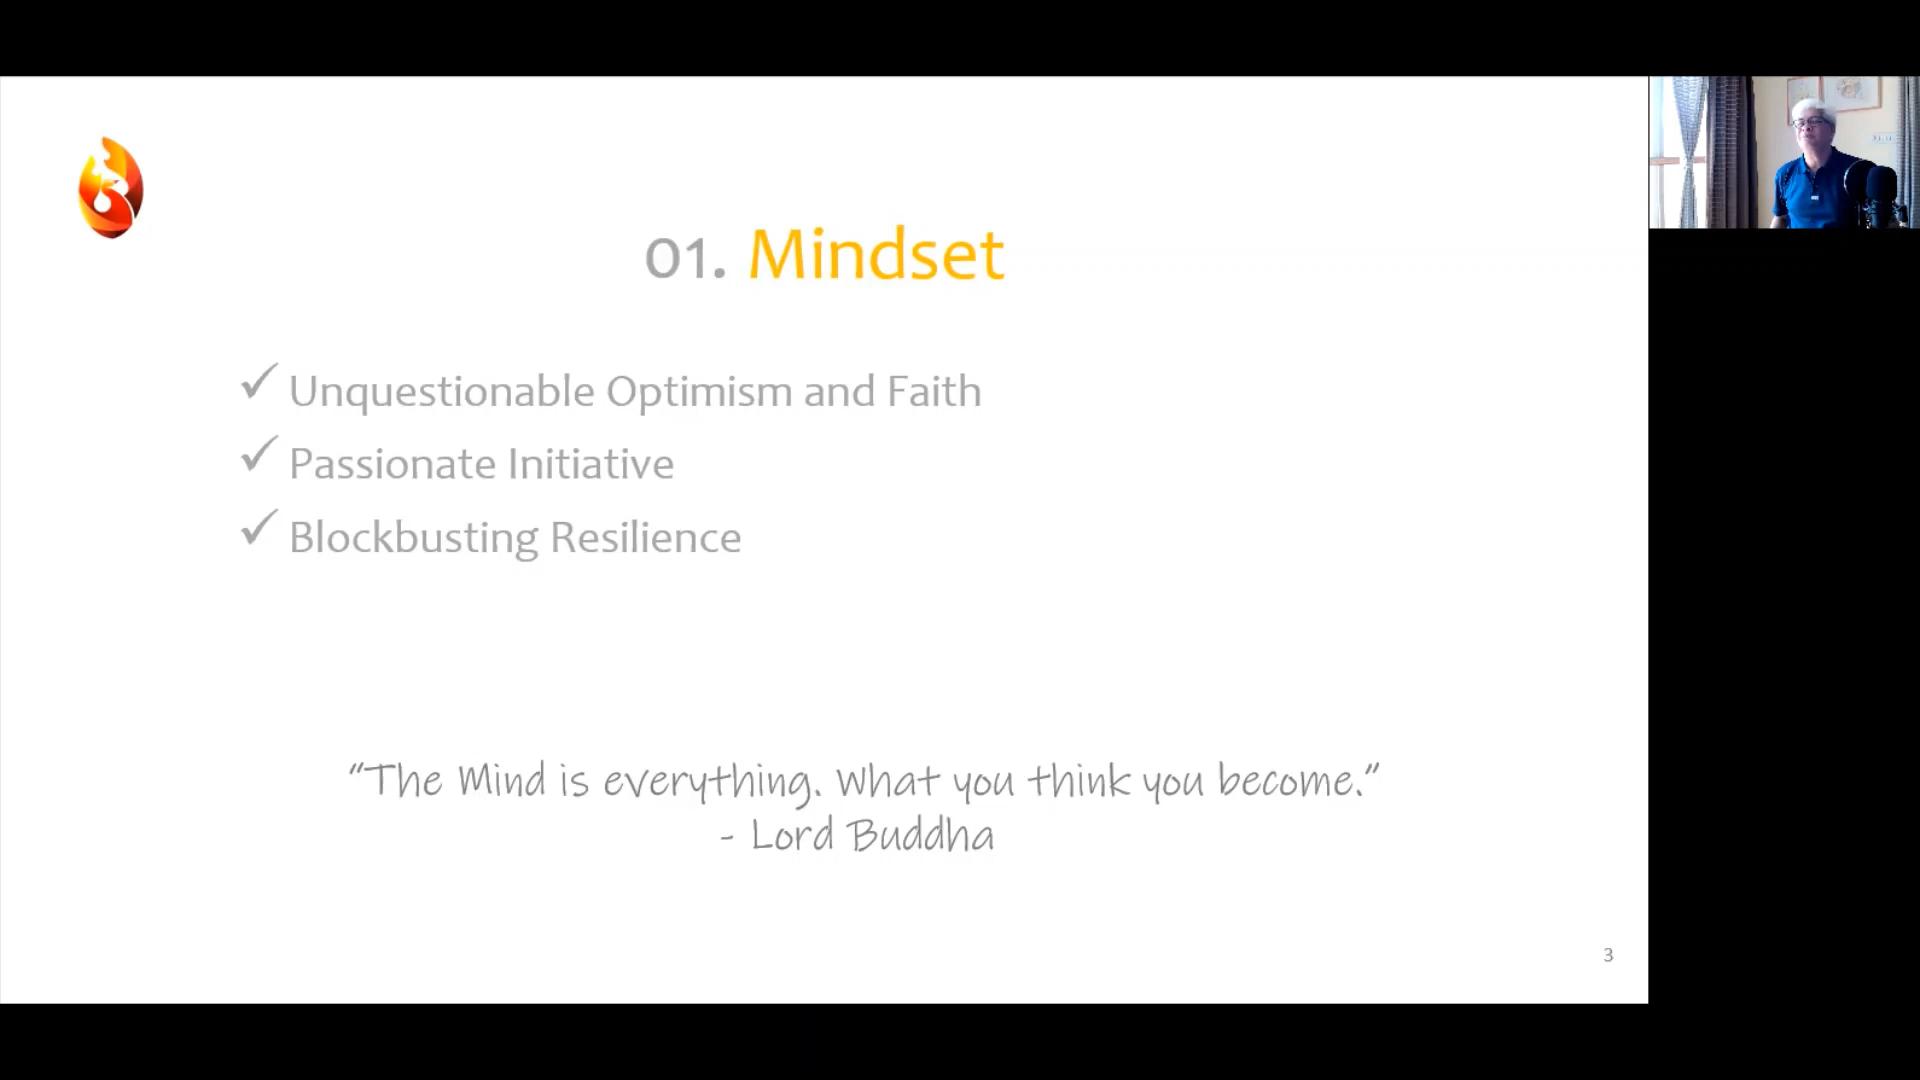 01. Mindset
✓ Unquestionable Optimism and Faith
✓ Passionate Initiative
✓ Blockbusting Resilience
“The Mind is everything. What you think you become.”
- Lord Buddha
3